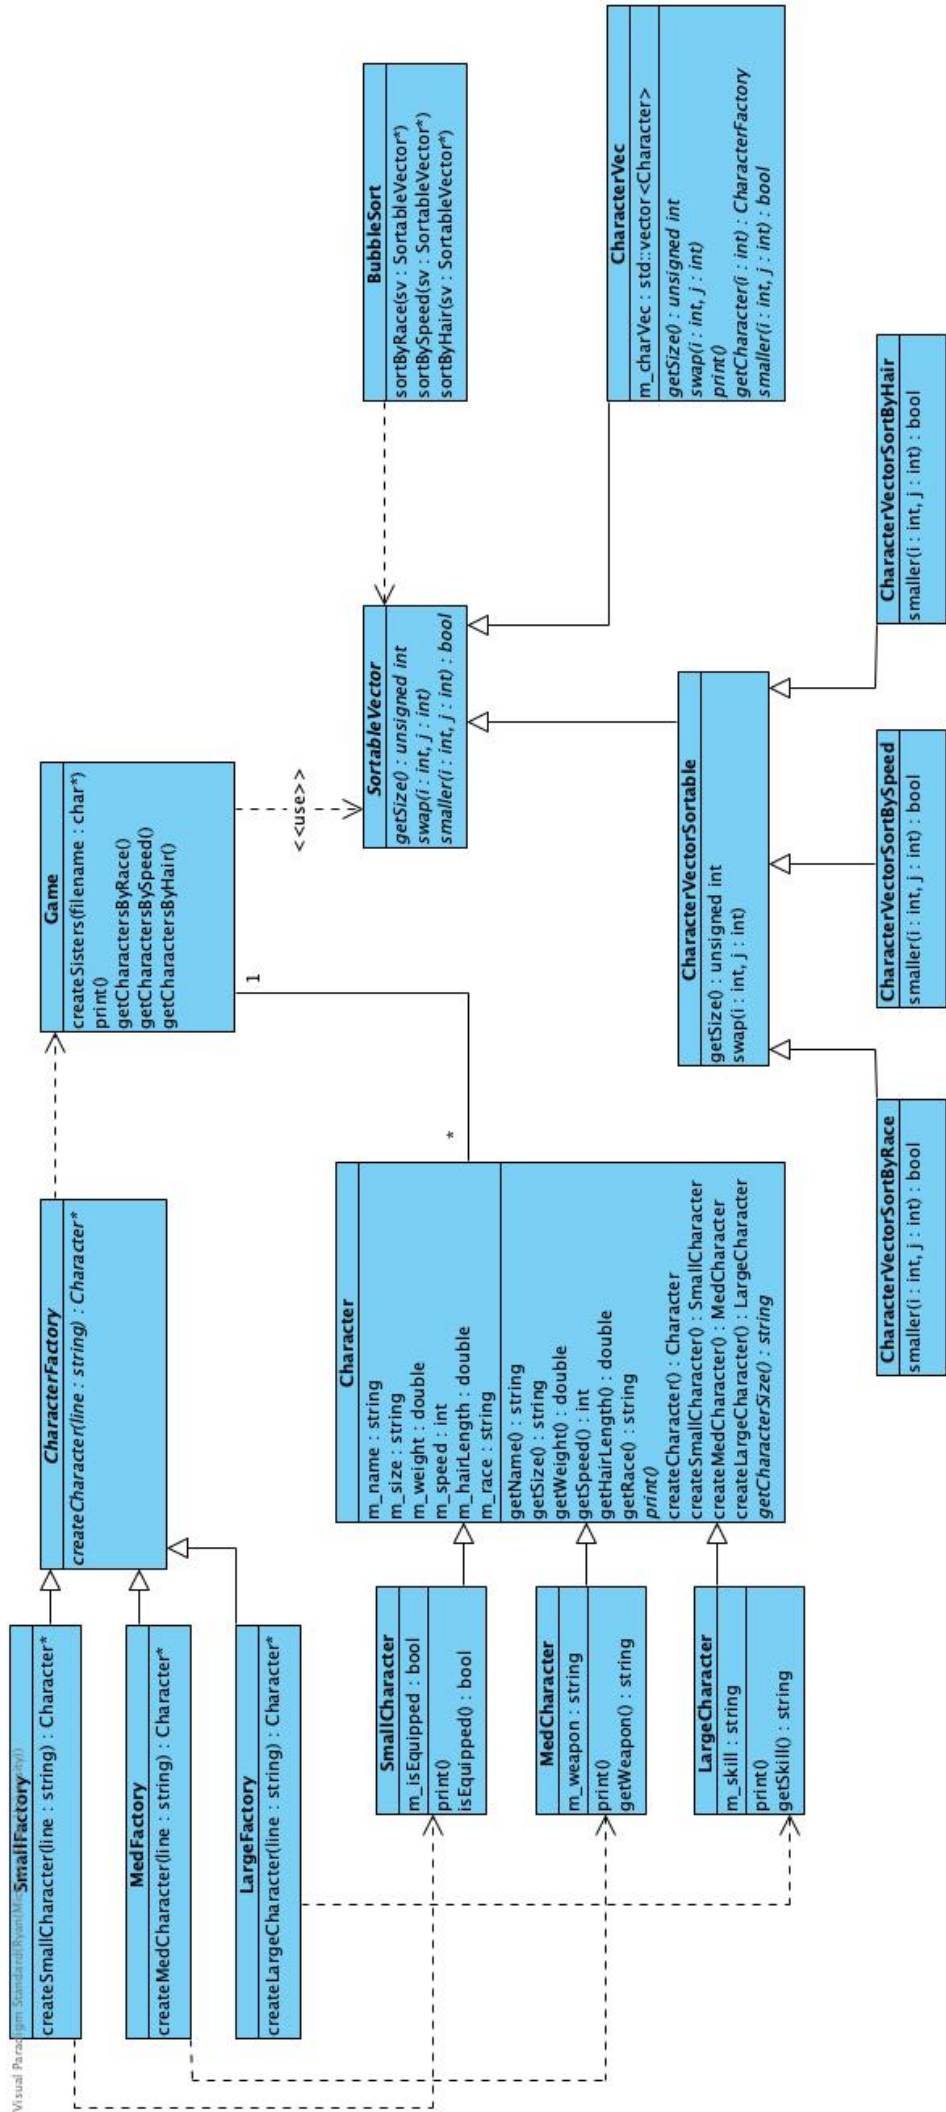 Visual Paradigm Standard(Ryan(Mic
SmallFactory
createSmallCharacter(line : string) : Character*
MedFactory
createMedCharacter(line : string) : Character*
LargeFactory
createLargeCharacter(line : string) : Character*
CharacterFactory
createCharacter(line : string) : Character*
Game
createSisters(filename : char*)
print()
getCharactersByRace()
getCharactersBySpeed()
getCharactersByHair()
1
*
<<use>>
SmallCharacter
m_isEquipped : bool
print()
isEquipped() : bool
MedCharacter
m_weapon : string
print()
getWeapon() : string
LargeCharacter
m_skill : string
print()
getSkill() : string
Character
m_name : string
m_size : string
m_weight : double
m_speed : int
m_hairLength : double
m_race : string
getName() : string
getSize() : string
getWeight() : double
getSpeed() : int
getHairLength() : double
getRace() : string
print()
createCharacter() : Character
createSmallCharacter() : SmallCharacter
createMedCharacter() : MedCharacter
createLargeCharacter() : LargeCharacter
getCharacterSize() : string
SortableVector
getSize() : unsigned int
swap(i : int, j : int)
smaller(i : int, j : int) : bool
BubbleSort
sortByRace(sv : SortableVector*)
sortBySpeed(sv : SortableVector*)
sortByHair(sv : SortableVector*)
CharacterVec
m_charVec : std::vector<Character>
getSize() : unsigned int
swap(i : int, j : int)
print()
getCharacter(i : int) : CharacterFactory
smaller(i : int, j : int) : bool
CharacterVectorSortable
getSize() : unsigned int
swap(i : int, j : int)
CharacterVectorSortByRace
smaller(i : int, j : int) : bool
CharacterVectorSortBySpeed
smaller(i : int, j : int) : bool
CharacterVectorSortByHair
smaller(i : int, j : int) : bool